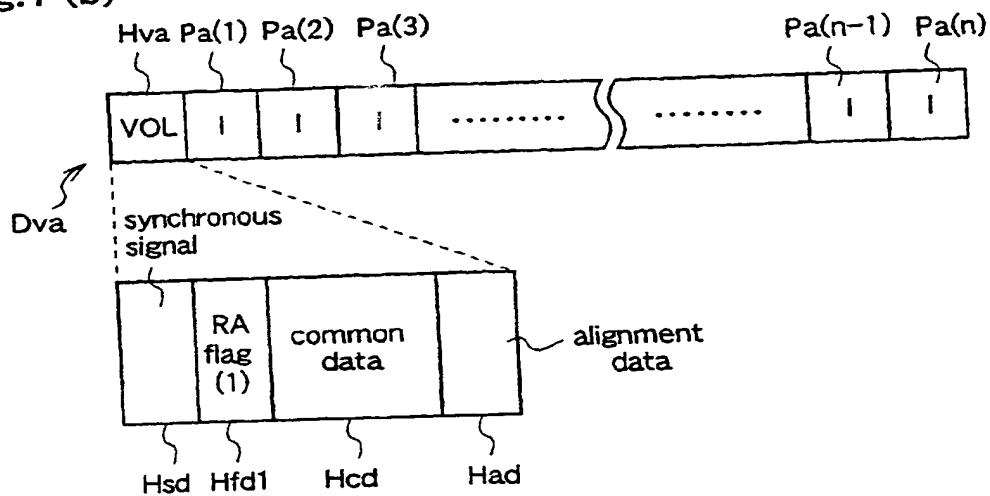 Hva Pa(1) Pa(2) Pa(3) Pa(n-1) Pa(n)
VOL I I I ......... ........ I I
Dva
synchronous
signal
RA
flag
(1)
common
data
alignment
data
Hsd Hfd1 Hcd Had